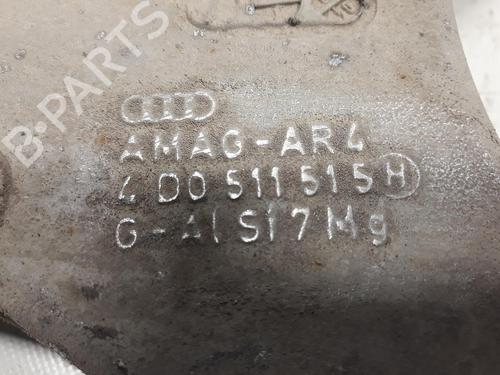 AMAG-AR4
4D0 511 515 H
G-AlSi7Mg
B-PARTS